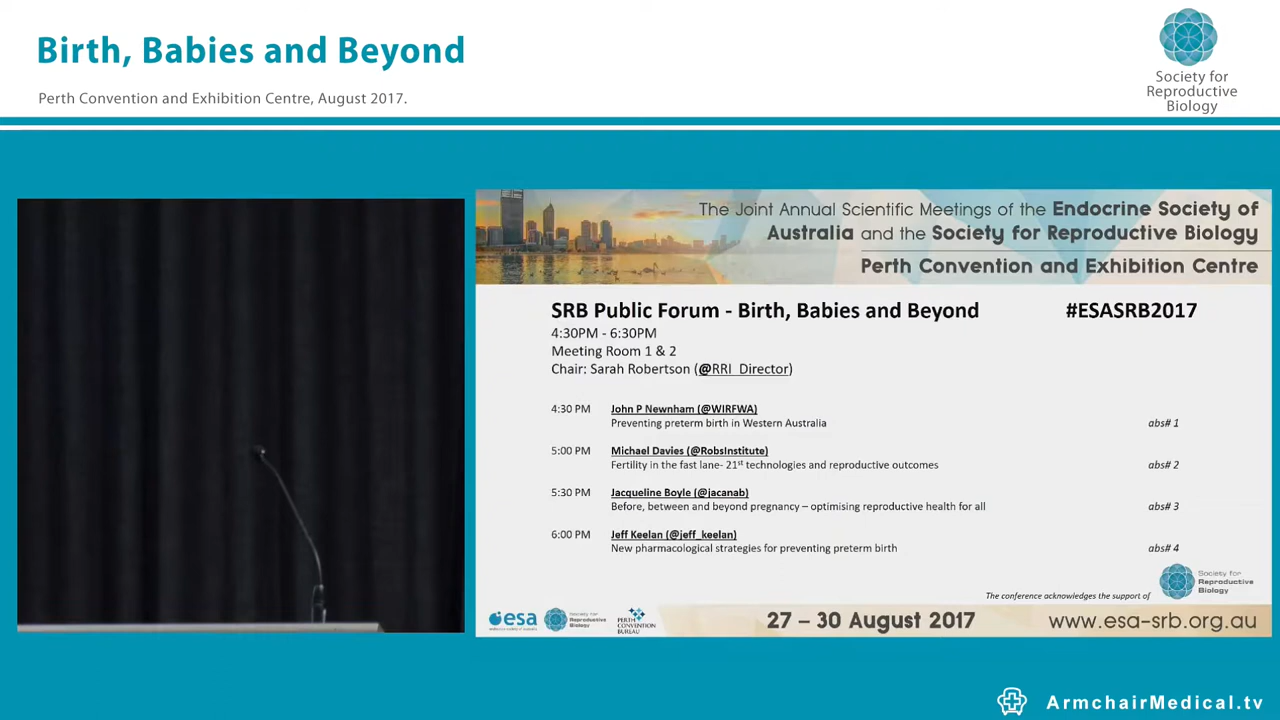 Birth, Babies and Beyond
Perth Convention and Exhibition Centre, August 2017.
Society for
Reproductive
Biology
The Joint Annual Scientific Meetings of the Endocrine Society of
Australia and the Society for Reproductive Biology
Perth Convention and Exhibition Centre
SRB Public Forum - Birth, Babies and Beyond #ESASRB2017
4:30PM - 6:30PM
Meeting Room 1 & 2
Chair: Sarah Robertson (@RRI_Director)
4:30 PM John P Newnham (@WIRFWA)
Preventing preterm birth in Western Australia abs# 1
5:00 PM Michael Davies (@RobsInstitute)
Fertility in the fast lane- 21st technologies and reproductive outcomes abs# 2
5:30 PM Jacqueline Boyle (@jacanab)
Before, between and beyond pregnancy – optimising reproductive health for all abs# 3
6:00 PM Jeff Keelan (@jeff_keelan)
New pharmacological strategies for preventing preterm birth abs# 4
The conference acknowledges the support of
Society for
Reproductive
Biology
esa
Society for
Reproductive
Biology
PERTH
CONVENTION
BUREAU
27 – 30 August 2017
www.esa-srb.org.au
ArmchairMedical.tv